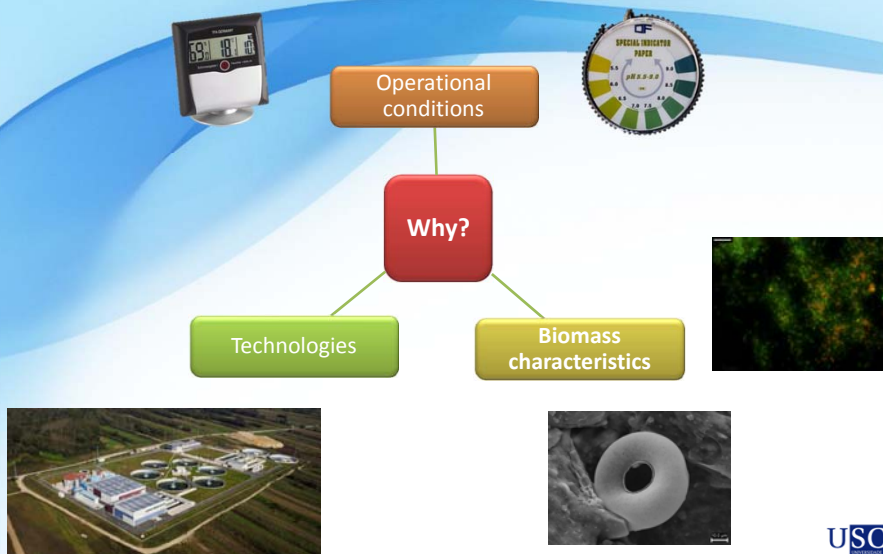 Operational
conditions
SPECIAL INDICATOR
PAPER
Why?
Technologies
Biomass
characteristics
USC